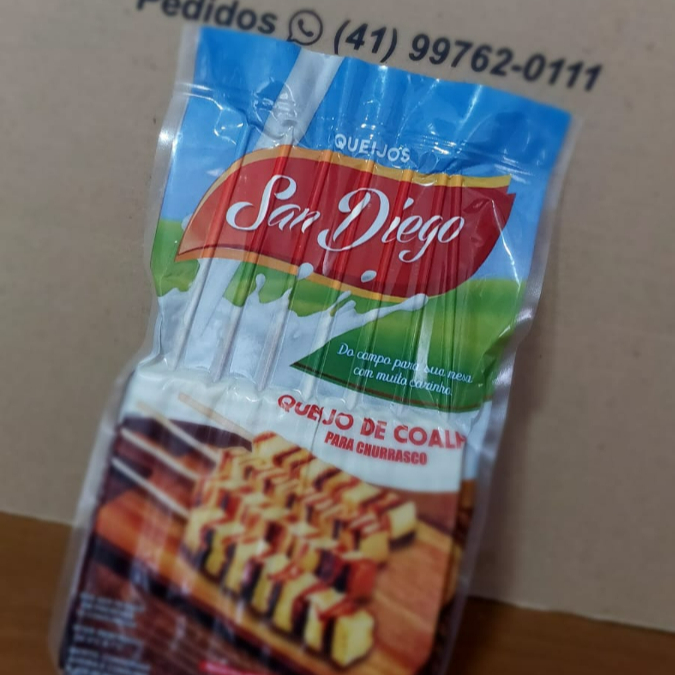 Pedidos (41) 99762-0111
QUEIJOS
San Diego
Do campo para sua mesa
com muito carinho
QUEIJO DE COALH
PARA CHURRASCO